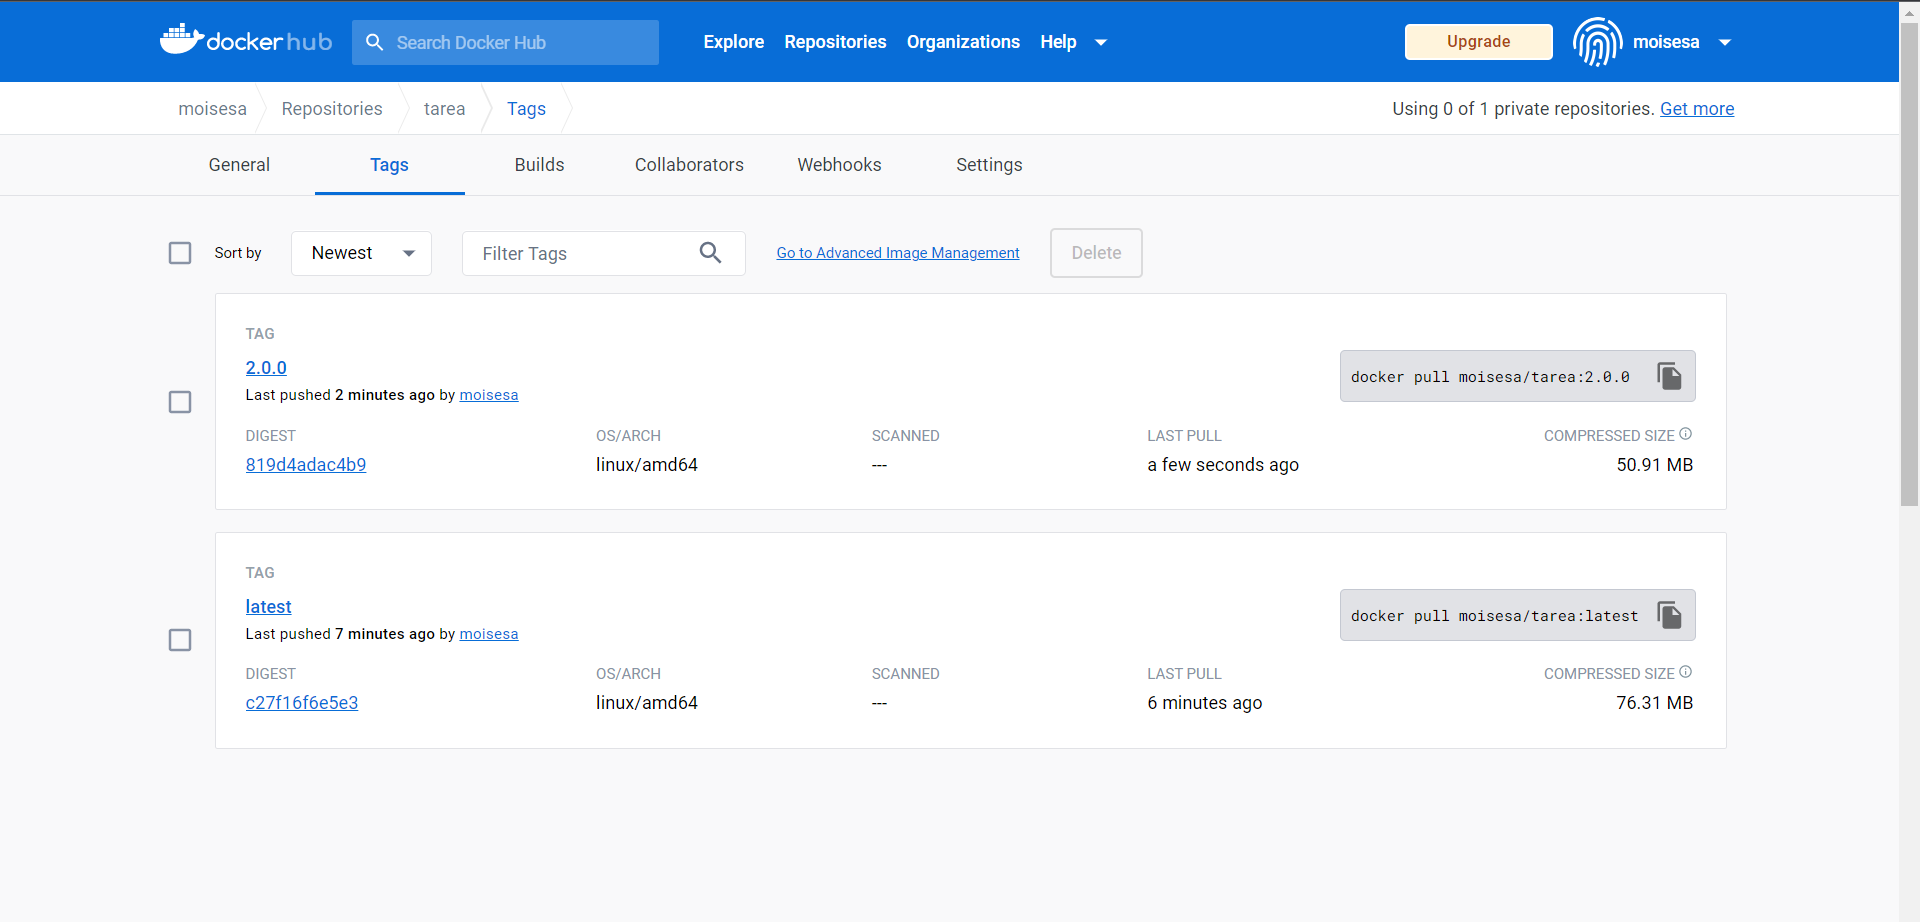 docker hub
Search Docker Hub
Explore Repositories Organizations Help
Upgrade
moisesa
moisesa Repositories tarea Tags
Using 0 of 1 private repositories. Get more
General Tags Builds Collaborators Webhooks Settings
Sort by Newest Filter Tags Go to Advanced Image Management Delete
TAG
2.0.0
Last pushed 2 minutes ago by moisesa
docker pull moisesa/tarea:2.0.0
DIGEST OS/ARCH SCANNED LAST PULL COMPRESSED SIZE
819d4adac4b9 linux/amd64 --- a few seconds ago 50.91 MB
TAG
latest
Last pushed 7 minutes ago by moisesa
docker pull moisesa/tarea:latest
DIGEST OS/ARCH SCANNED LAST PULL COMPRESSED SIZE
c27f16f6e5e3 linux/amd64 --- 6 minutes ago 76.31 MB